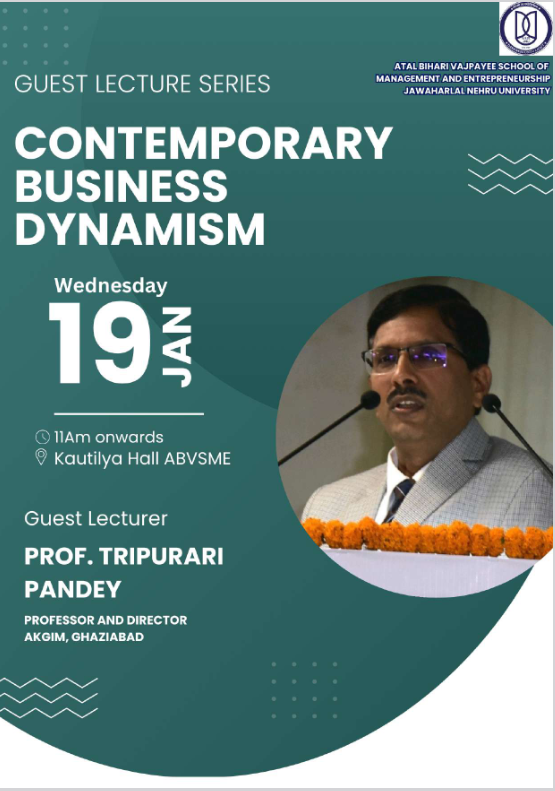 ATAL BIHARI VAJPAYEE SCHOOL OF
MANAGEMENT AND ENTREPRENEURSHIP
JAWAHARLAL NEHRU UNIVERSITY
GUEST LECTURE SERIES
CONTEMPORARY
BUSINESS
DYNAMISM
Wednesday
19 JAN
11Am onwards
Kautilya Hall ABVSME
Guest Lecturer
PROF. TRIPURARI
PANDEY
PROFESSOR AND DIRECTOR
AKGIM, GHAZIABAD